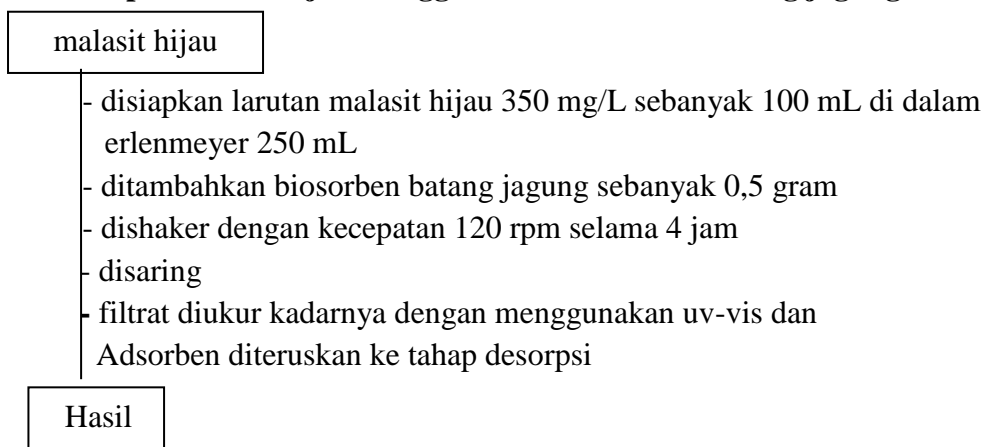 malasit hijau
- disiapkan larutan malasit hijau 350 mg/L sebanyak 100 mL di dalam
erlenmeyer 250 mL
- ditambahkan biosorben batang jagung sebanyak 0,5 gram
- dishaker dengan kecepatan 120 rpm selama 4 jam
- disaring
- filtrat diukur kadarnya dengan menggunakan uv-vis dan
Adsorben diteruskan ke tahap desorpsi
Hasil